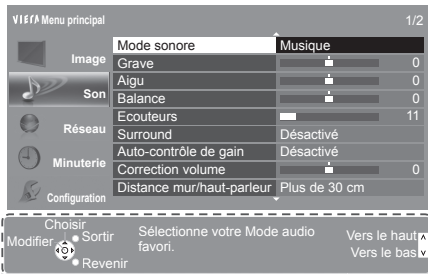 VIErA Menu principal 1/2
Image
Son
Réseau
Minuterie
Configuration
Mode sonore Musique
Grave 0
Aigu 0
Balance 0
Ecouteurs 11
Surround Désactivé
Auto-contrôle de gain Désactivé
Correction volume 0
Distance mur/haut-parleur Plus de 30 cm
Choisir
Modifier
Sortir
Revenir
Sélectionne votre Mode audio
favori.
Vers le haut
Vers le bas